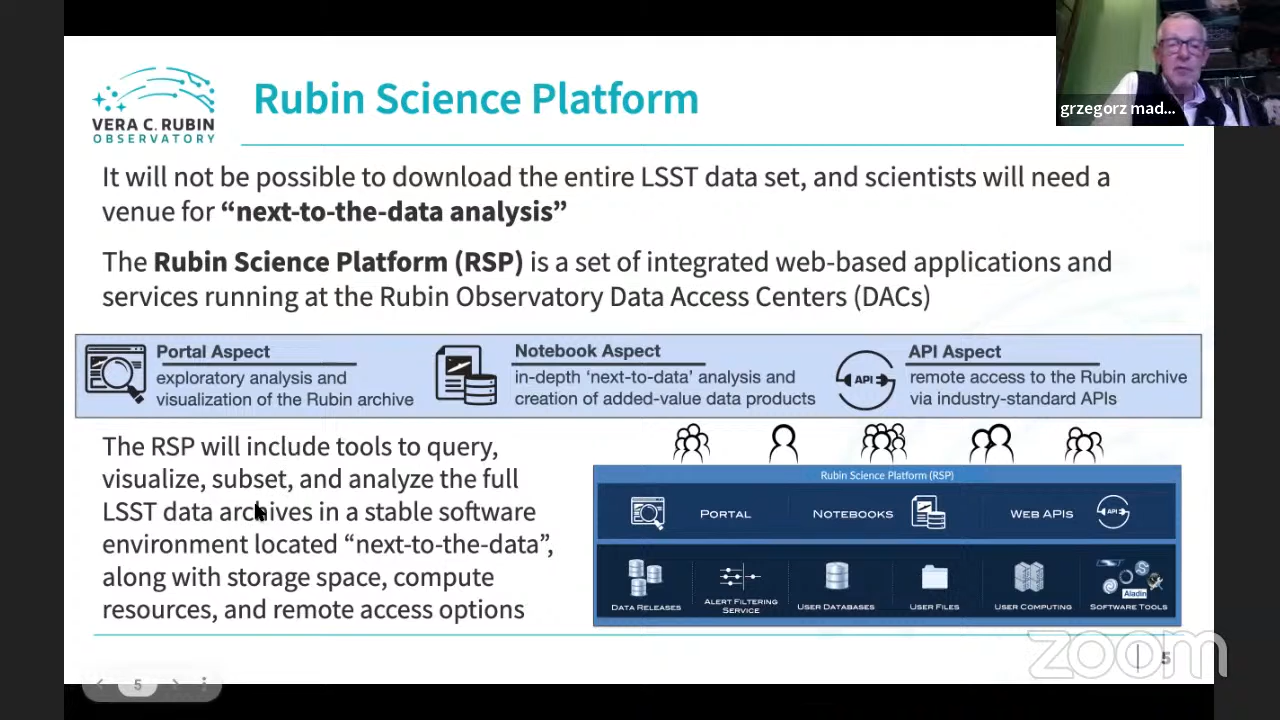 grzegorz mad...
VERA C. RUBIN
OBSERVATORY
Rubin Science Platform
It will not be possible to download the entire LSST data set, and scientists will need a
venue for “next-to-the-data analysis”
The Rubin Science Platform (RSP) is a set of integrated web-based applications and
services running at the Rubin Observatory Data Access Centers (DACs)
Portal Aspect
exploratory analysis and
visualization of the Rubin archive
Notebook Aspect
in-depth ‘next-to-data’ analysis and
creation of added-value data products
API
API Aspect
remote access to the Rubin archive
via industry-standard APIs
The RSP will include tools to query,
visualize, subset, and analyze the full
LSST data archives in a stable software
environment located “next-to-the-data”,
along with storage space, compute
resources, and remote access options
Rubin Science Platform (RSP)
PORTAL
NOTEBOOKS
WEB APIS
API
DATA RELEASES
ALERT FILTERING
SERVICE
USER DATABASES
USER FILES
USER COMPUTING
Aladin
SOFTWARE TOOLS
zoom
5
5